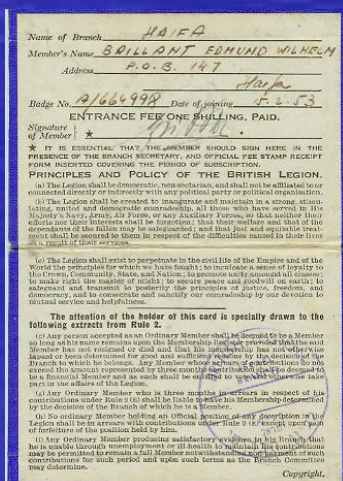 Name of Branch HAIFA
Member's Name BRILLANT EDMUND WILHELM
Address P.O.B. 147
Haifa
Badge No. A/664998 Date of joining 5.2.53
ENTRANCE FEE ONE SHILLING, PAID.
Signature
of Member } ★
★ IT IS ESSENTIAL THE MEMBER SHOULD SIGN HERE IN THE
PRESENCE OF THE BRANCH SECRETARY, AND OFFICIAL FEE STAMP RECEIPT
FORM INSERTED COVERING THE PERIOD OF SUBSCRIPTION.
PRINCIPLES AND POLICY OF THE BRITISH LEGION.
(a) The Legion shall be democratic, non-sectarian, and shall not be affiliated to or
connected directly or indirectly with any political party or political organisation.
(b) The Legion shall be created to inaugurate and maintain in a strong, stimu-
lating, united and democratic comradeship, all those who have served in His
Majesty's Navy, Army, Air Force, or any Auxiliary Forces, so that neither their
efforts nor their interests shall be forgotten; that their welfare and that of the
dependants of the fallen may be safeguarded; and that just and equitable treat-
ment shall be secured to them in respect of the difficulties caused in their lives
as a result of their services.
(c) The Legion shall exist to perpetuate in the civil life of the Empire and of the
World the principles for which we have fought; to inculcate a sense of loyalty to
the Crown, Community, State, and Nation; to promote unity amongst all classes;
to make right the master of might; to secure peace and goodwill on earth; to
safeguard and transmit to posterity the principles of justice, freedom, and
democracy, and to consecrate and sanctify our comradeship by our devotion to
mutual service and helpfulness.
The attention of the holder of this card is specially drawn to the
following extracts from Rule 2.
(c) Any person accepted as an Ordinary Member shall be deemed to be a Member
so long as his name remains upon the Membership list provided that the said
Member has not resigned or died and that his membership has not otherwise
lapsed or been determined for good and sufficient reasons by the decision of the
Branch to which he belongs. Any Member whose arrears of contributions do not
exceed the amount represented by three months contribution shall be deemed to
be a financial Member and as such shall be entitled to vote and otherwise take
part in the affairs of the Legion.
(g) Any Ordinary Member who is three months in arrears in respect of his
contributions under Rule 9 (b) shall be liable to have his Membership determined
by the decision of the Branch of which he is a Member.
(h) No ordinary Member holding an Official position of any description in the
Legion shall be in arrears with contributions under Rule 9 except upon pain
of forfeiture of the position held by him.
(i) Any Ordinary Member producing satisfactory evidence to his Branch that
he is unable through unemployment or ill-health to maintain his contributions
may be permitted to remain a full Member notwithstanding non-payment of such
contributions for such period and upon such terms as the Branch Committee
may determine.
Copyright.